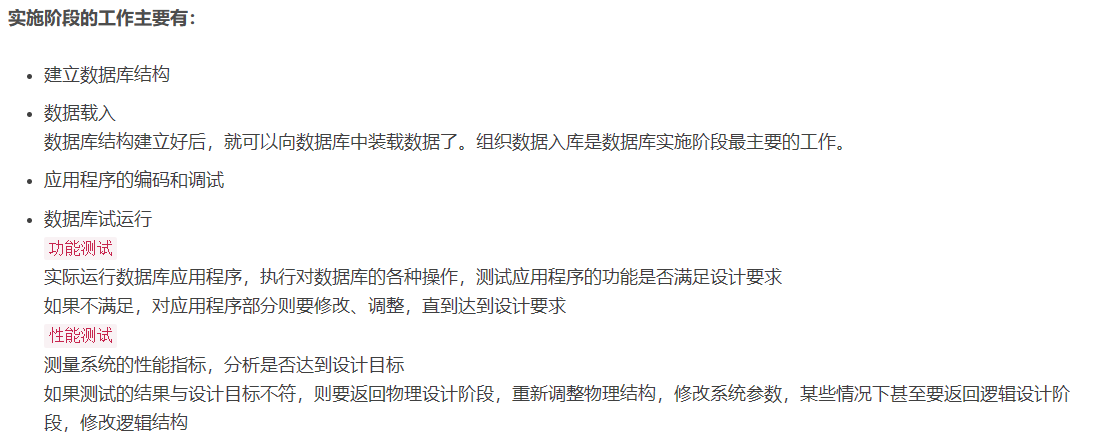 实施阶段的工作主要有：
建立数据库结构
数据载入
数据库结构建立好后，就可以向数据库中装载数据了。组织数据入库是数据库实施阶段最主要的工作。
应用程序的编码和调试
数据库试运行
功能测试
实际运行数据库应用程序，执行对数据库的各种操作，测试应用程序的功能是否满足设计要求
如果不满足，对应用程序部分则要修改、调整，直到达到设计要求
性能测试
测量系统的性能指标，分析是否达到设计目标
如果测试的结果与设计目标不符，则要返回物理设计阶段，重新调整物理结构，修改系统参数，某些情况下甚至要返回逻辑设计阶
段，修改逻辑结构